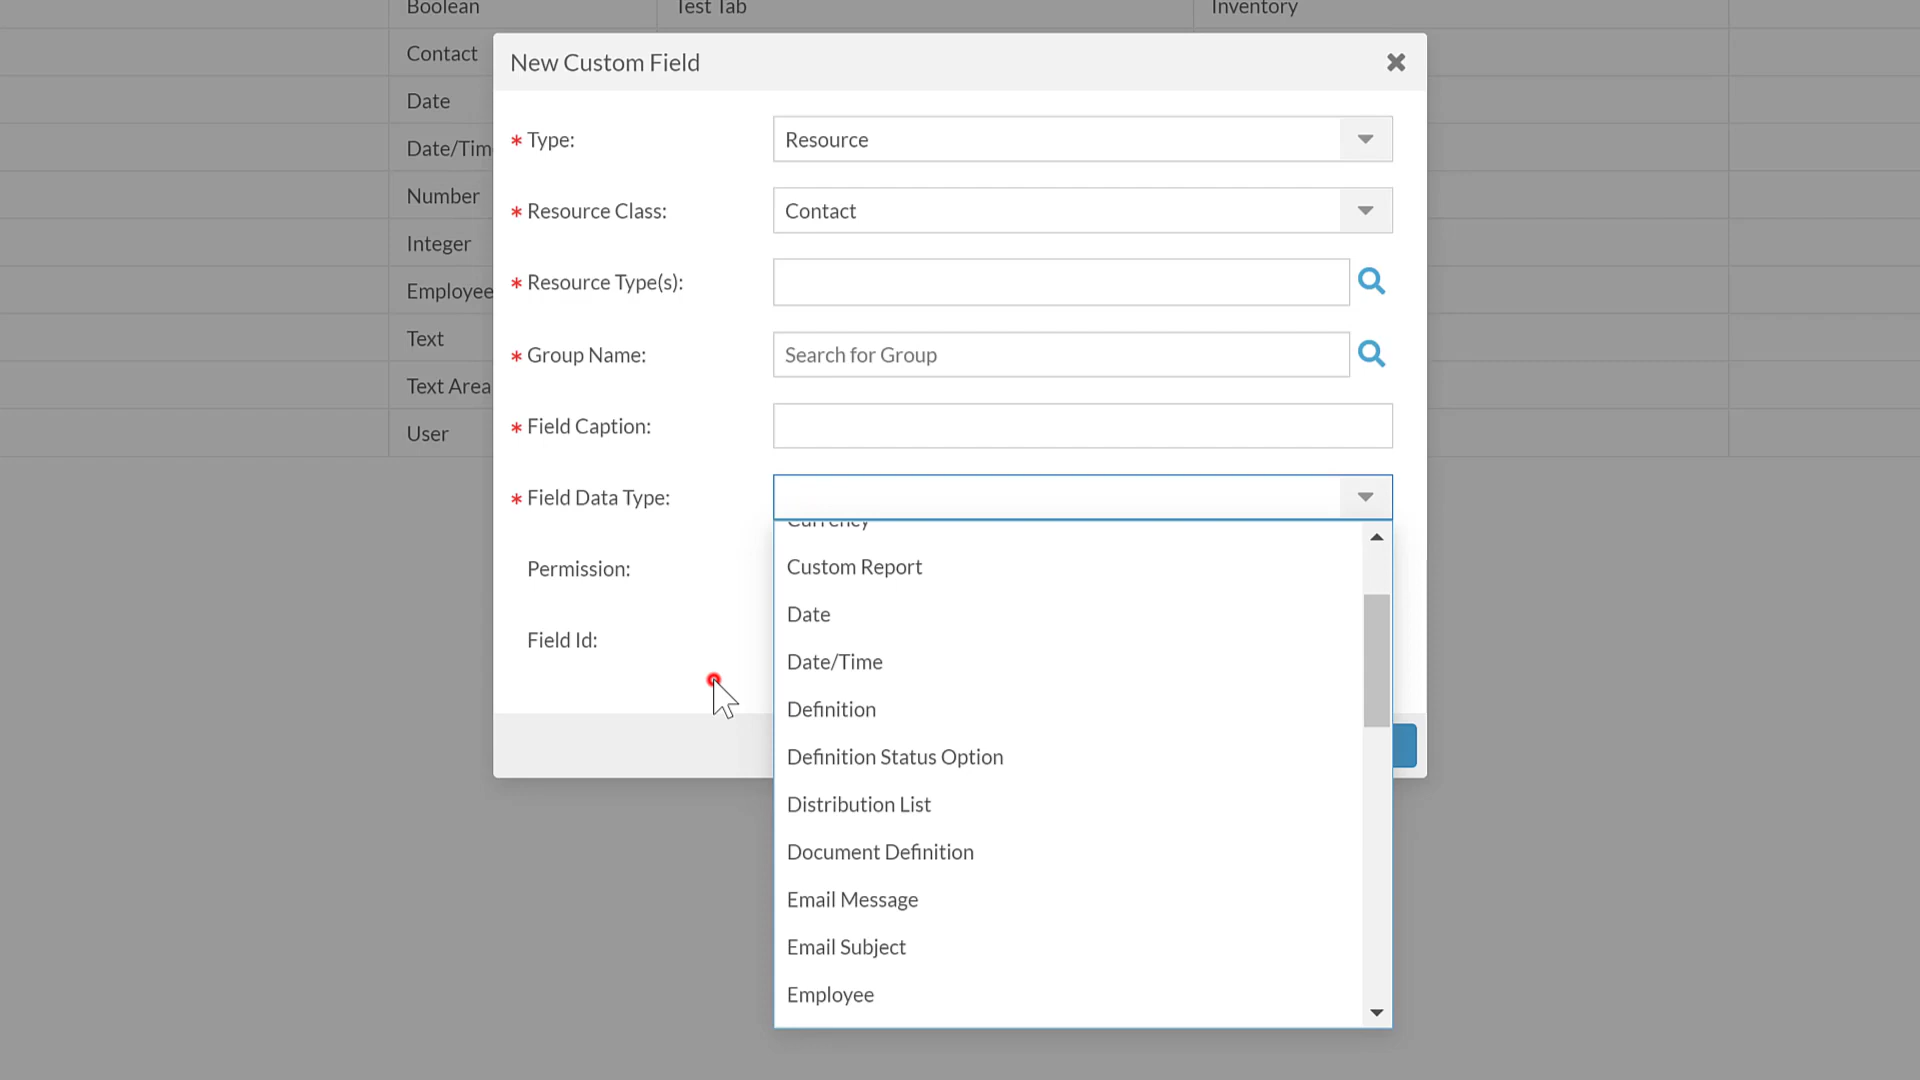 Boolean Test Tab Inventory
Contact
Date
Date/Tim
Number
Integer
Employee
Text
Text Area
User
New Custom Field
* Type: Resource
* Resource Class: Contact
* Resource Type(s):
* Group Name: Search for Group
* Field Caption:
* Field Data Type:
Permission:
Field Id:
Currency
Custom Report
Date
Date/Time
Definition
Definition Status Option
Distribution List
Document Definition
Email Message
Email Subject
Employee